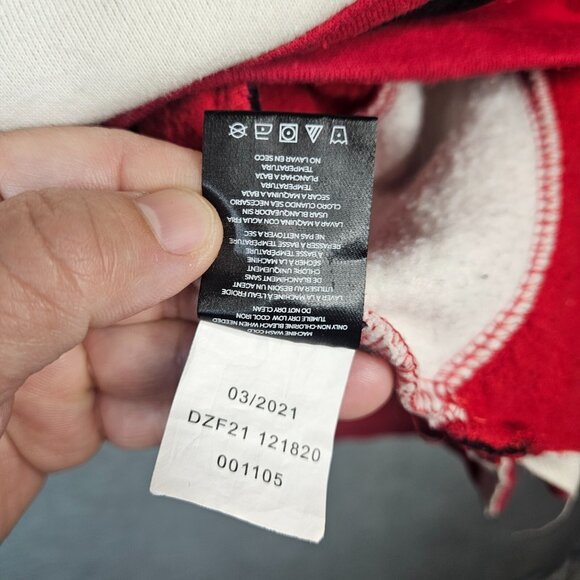 MACHINE WASH COLD
ONLY NON-CHLORINE BLEACH WHEN NEEDED
TUMBLE DRY LOW. COOL IRON
DO NOT DRY CLEAN
LAVER À LA MACHINE À L'EAU FROIDE
UTILISER AU BESOIN UN AGENT
DE BLANCHIMENT SANS
CHLORE UNIQUEMENT
SÉCHER À LA MACHINE
À BASSE TEMPÉRATURE
REPASSER À BASSE TEMPÉRATURE
NE PAS NETTOYER À SEC
LAVAR A MAQUINA CON AGUA FRIA
USAR BLANQUEADOR SIN
CLORO CUANDO SEA NECESARIO
SECAR A MAQUINA A BAJA
TEMPERATURA
PLANCHAR A BAJA
TEMPERATURA
NO LAVAR EN SECO
03/2021
DZF21 121820
001105